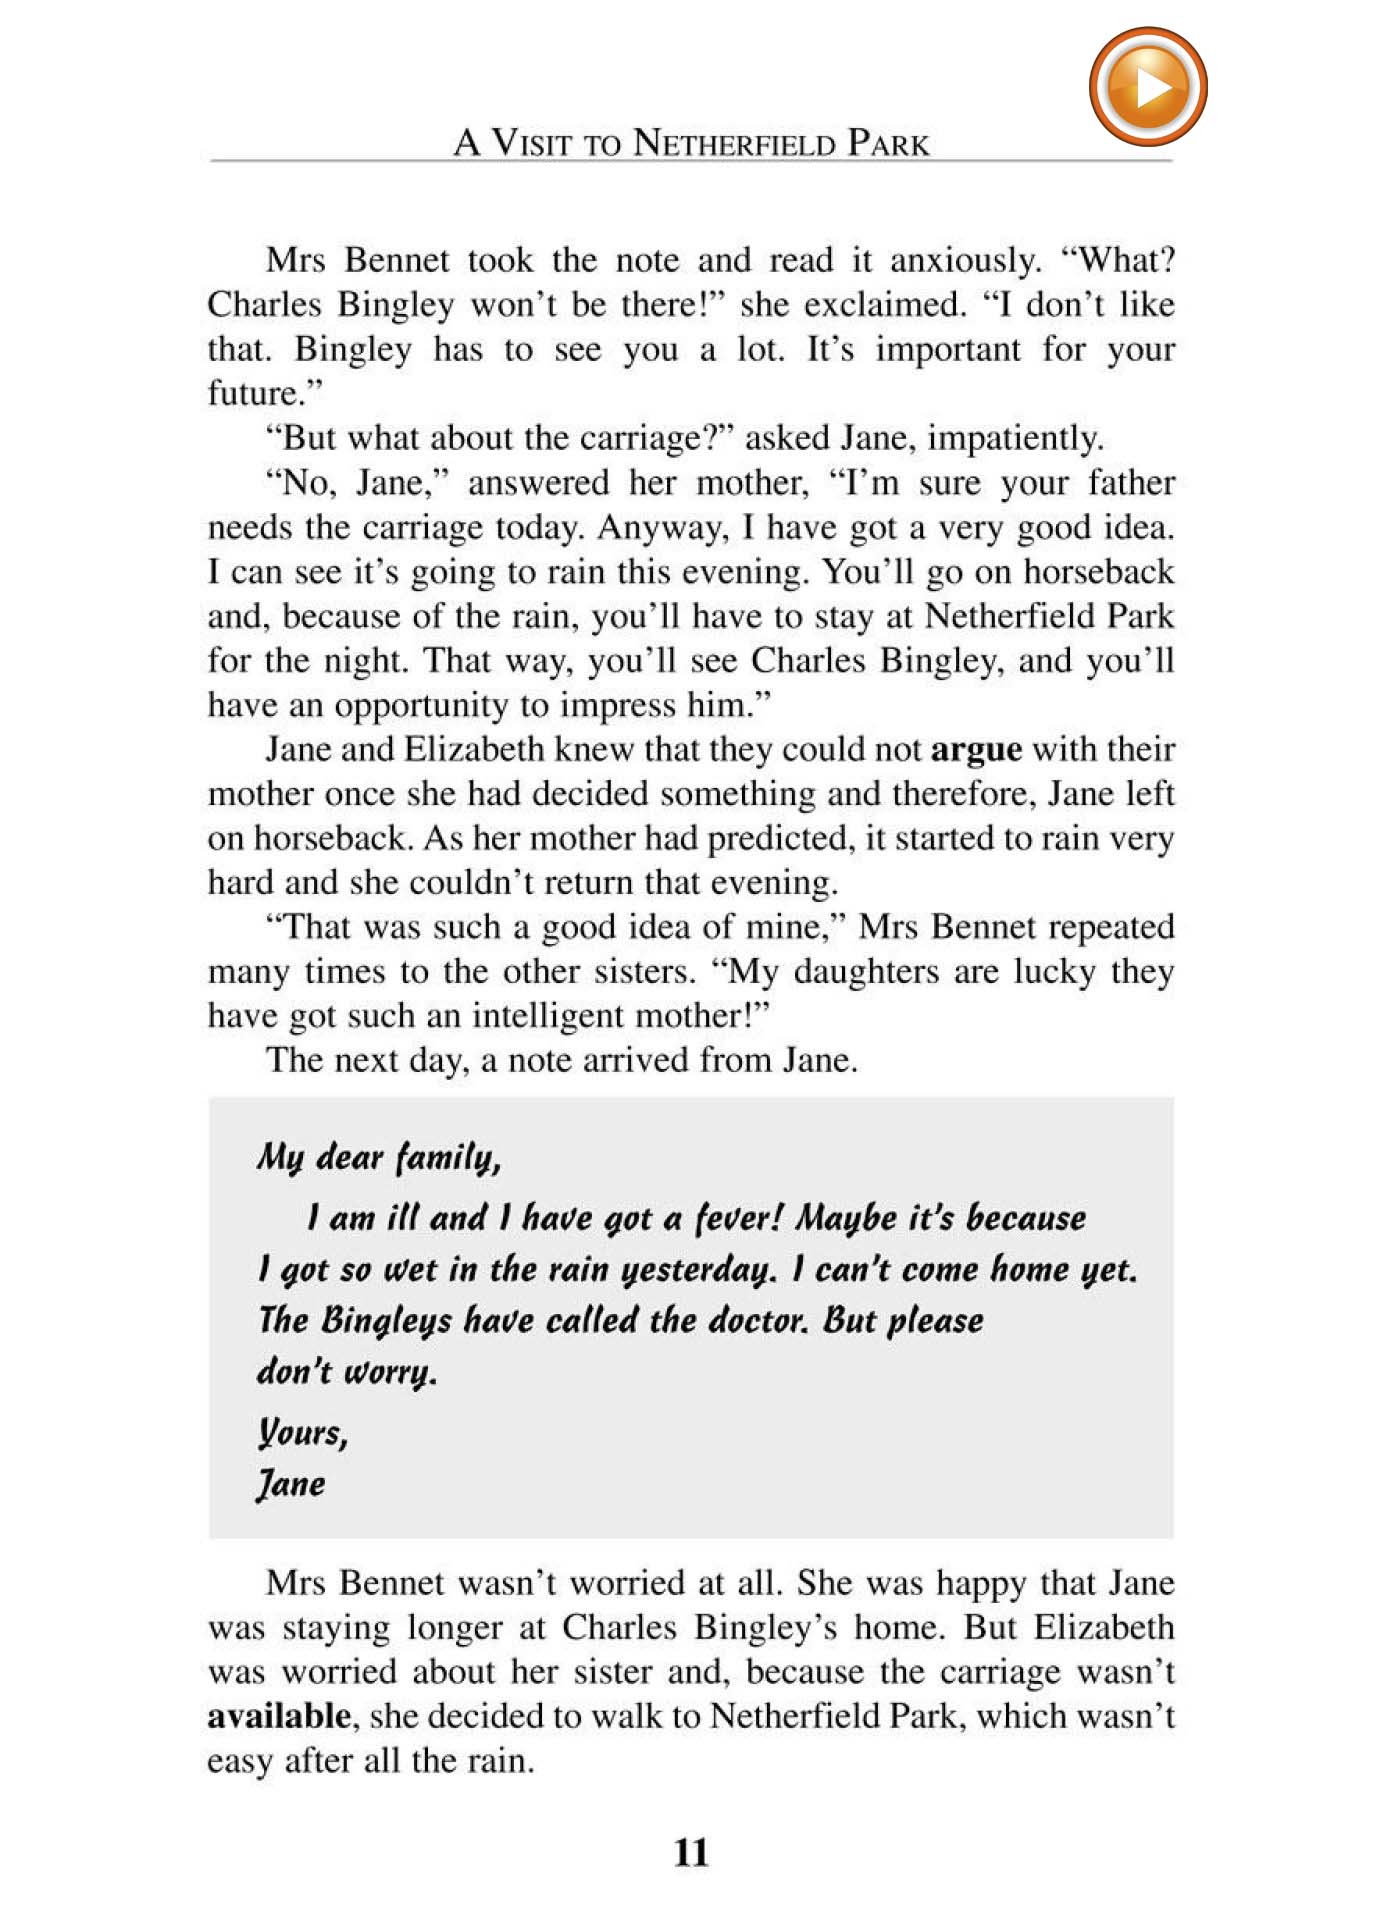 A Visit to Netherfield Park
Mrs Bennet took the note and read it anxiously. “What?
Charles Bingley won’t be there!” she exclaimed. “I don’t like
that. Bingley has to see you a lot. It’s important for your
future.”
“But what about the carriage?” asked Jane, impatiently.
“No, Jane,” answered her mother, “I’m sure your father
needs the carriage today. Anyway, I have got a very good idea.
I can see it’s going to rain this evening. You’ll go on horseback
and, because of the rain, you’ll have to stay at Netherfield Park
for the night. That way, you’ll see Charles Bingley, and you’ll
have an opportunity to impress him.”
Jane and Elizabeth knew that they could not argue with their
mother once she had decided something and therefore, Jane left
on horseback. As her mother had predicted, it started to rain very
hard and she couldn’t return that evening.
“That was such a good idea of mine,” Mrs Bennet repeated
many times to the other sisters. “My daughters are lucky they
have got such an intelligent mother!”
The next day, a note arrived from Jane.
My dear family,
I am ill and I have got a fever! Maybe it’s because
I got so wet in the rain yesterday. I can’t come home yet.
The Bingleys have called the doctor. But please
don’t worry.
Yours,
Jane
Mrs Bennet wasn’t worried at all. She was happy that Jane
was staying longer at Charles Bingley’s home. But Elizabeth
was worried about her sister and, because the carriage wasn’t
available, she decided to walk to Netherfield Park, which wasn’t
easy after all the rain.
11